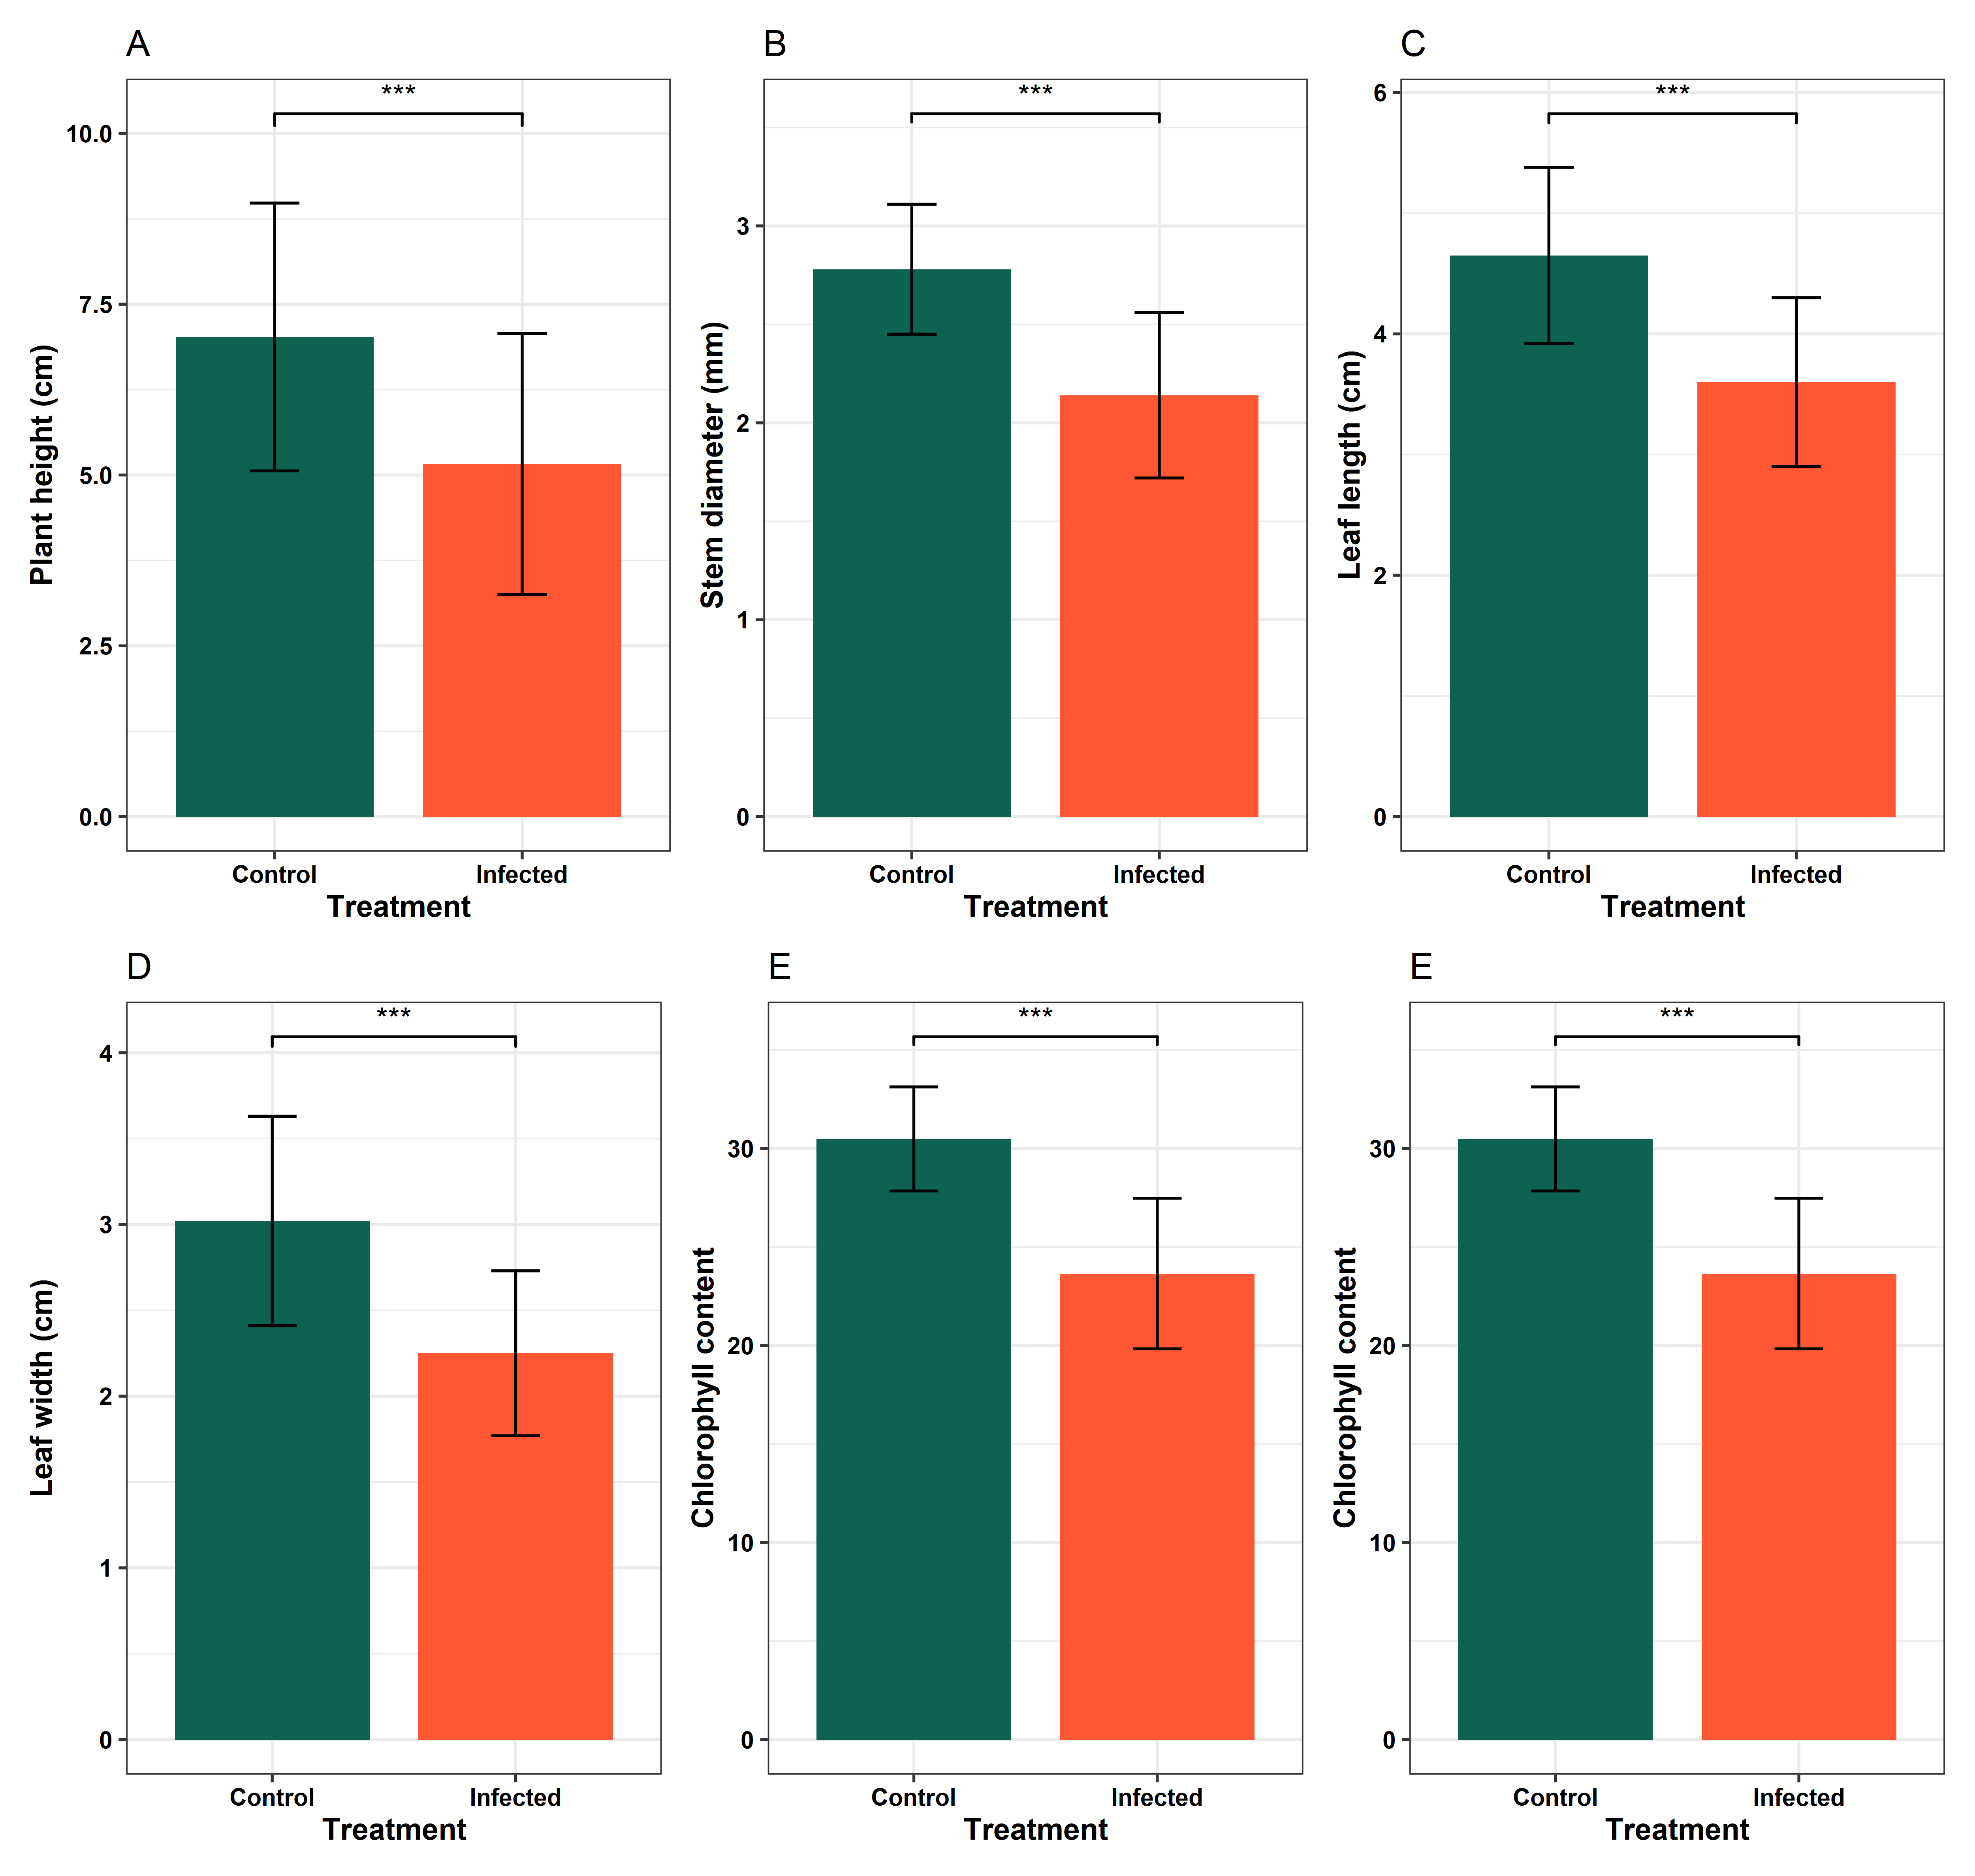 A
***
10.0
7.5
5.0
2.5
0.0
Plant height (cm)
Control Infected
Treatment
B
***
3
2
1
0
Stem diameter (mm)
Control Infected
Treatment
C
***
6
4
2
0
Leaf length (cm)
Control Infected
Treatment
D
***
4
3
2
1
0
Leaf width (cm)
Control Infected
Treatment
E
***
30
20
10
0
Chlorophyll content
Control Infected
Treatment
E
***
30
20
10
0
Chlorophyll content
Control Infected
Treatment